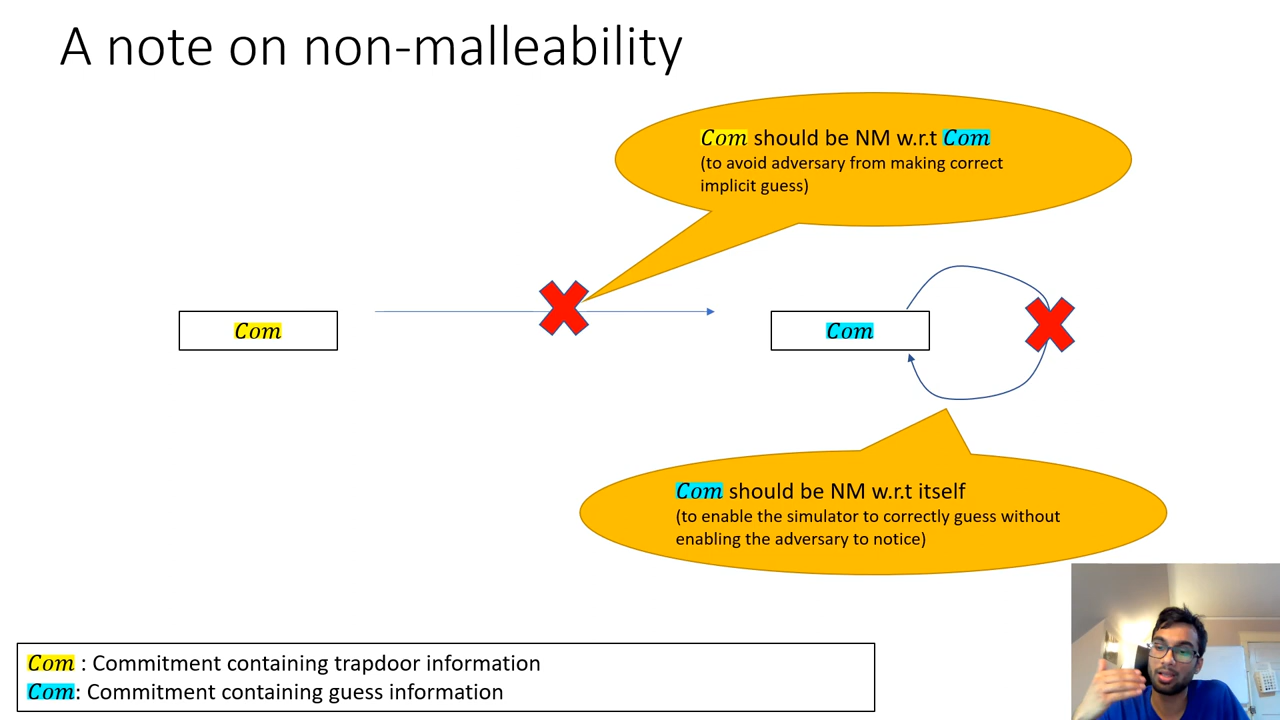 A note on non-malleability
Com should be NM w.r.t Com
(to avoid adversary from making correct
implicit guess)
Com
Com
Com should be NM w.r.t itself
(to enable the simulator to correctly guess without
enabling the adversary to notice)
Com : Commitment containing trapdoor information
Com: Commitment containing guess information